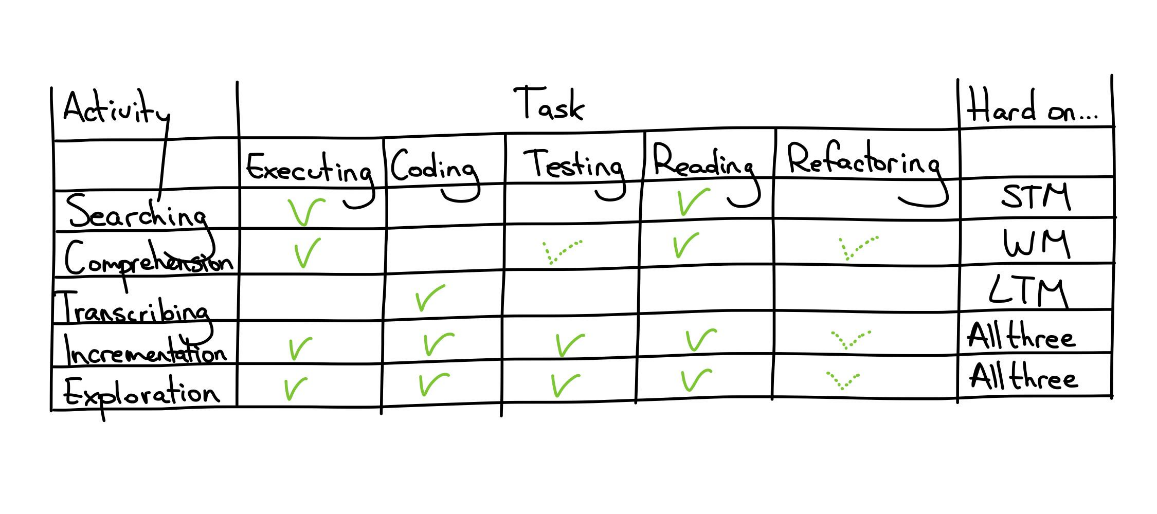 Activity Task Hard on...
Executing Coding Testing Reading Refactoring
Searching ✓ ✓ STM
Comprehension ✓ ✓ ✓ ✓ WM
Transcribing ✓ LTM
Incrementation ✓ ✓ ✓ ✓ ✓ All three
Exploration ✓ ✓ ✓ ✓ ✓ All three